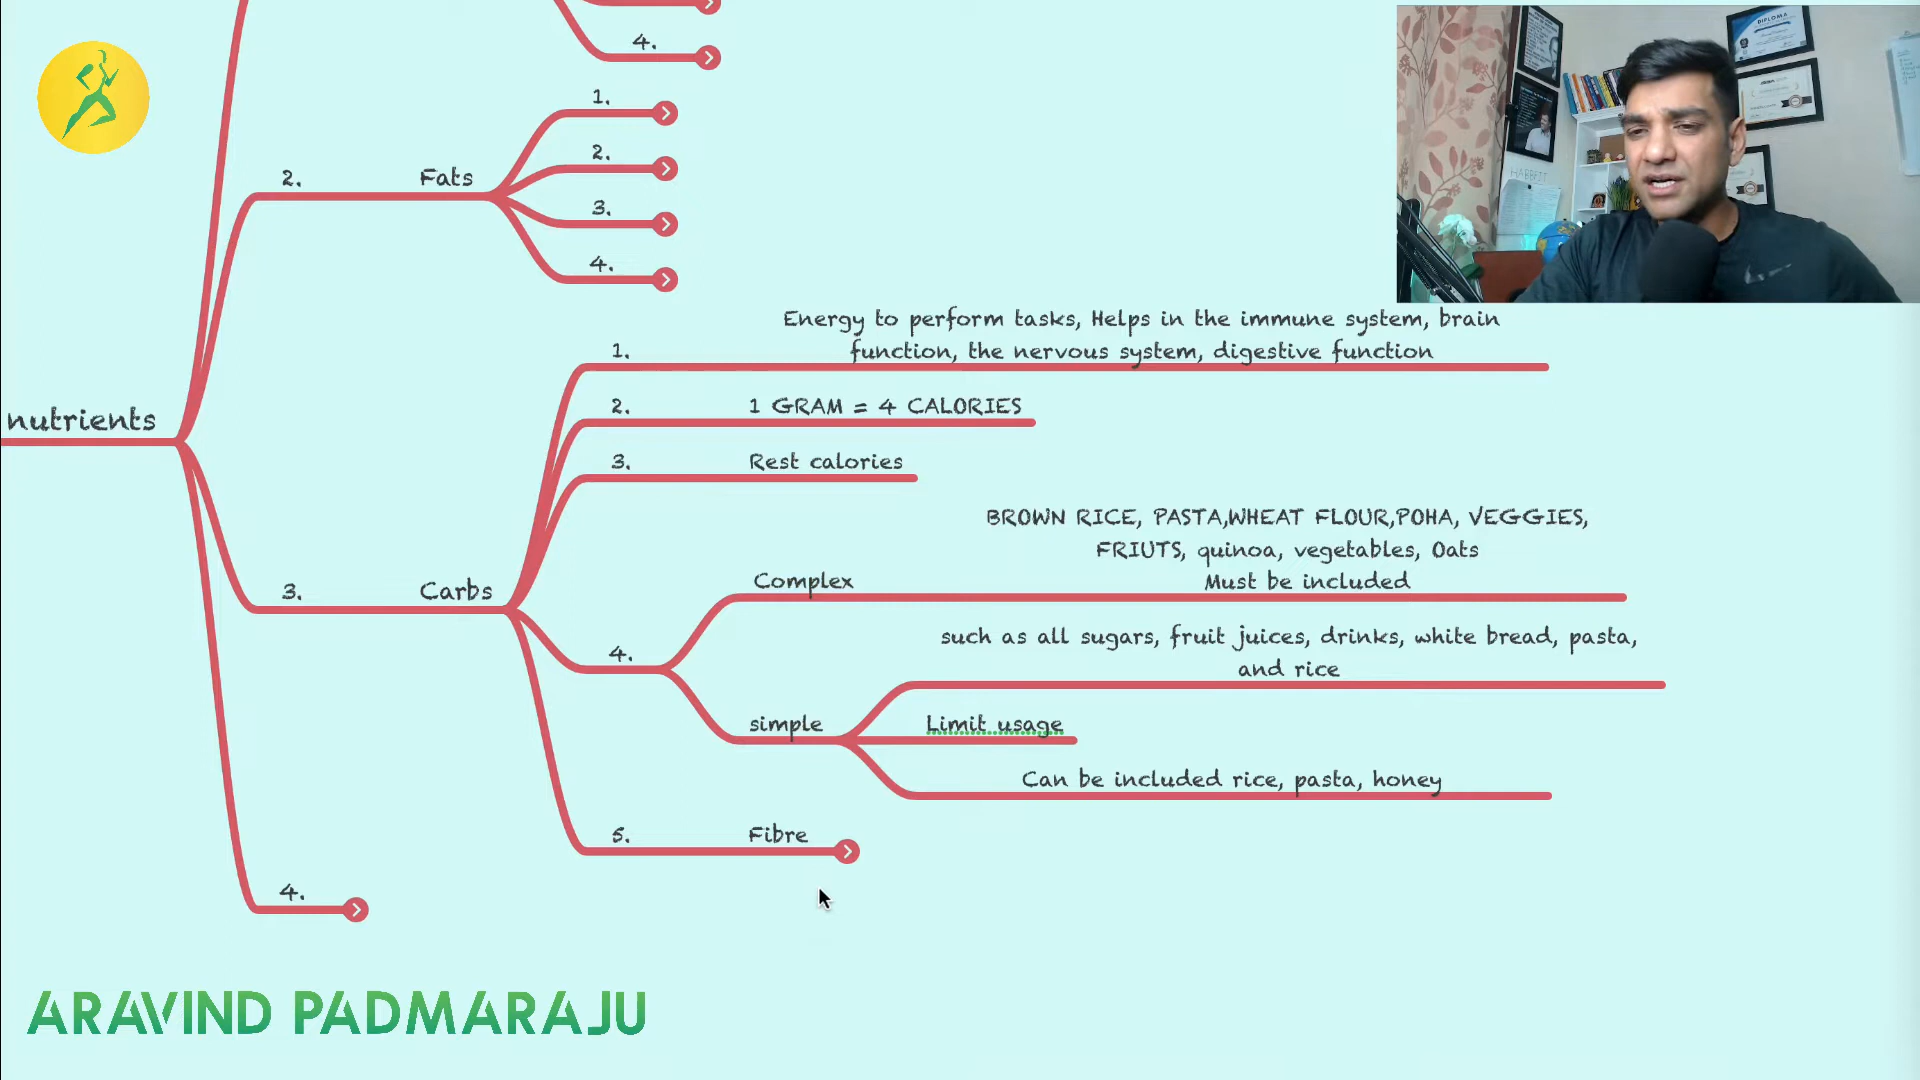 4.
1.
2.
3.
4.
2. Fats
nutrients
1. Energy to perform tasks, Helps in the immune system, brain
function, the nervous system, digestive function
2. 1 GRAM = 4 CALORIES
3. Rest calories
3. Carbs
4.
Complex
BROWN RICE, PASTA,WHEAT FLOUR,POHA, VEGGIES,
FRIUTS, quinoa, vegetables, Oats
Must be included
simple
such as all sugars, fruit juices, drinks, white bread, pasta,
and rice
Limit usage
Can be included rice, pasta, honey
5. Fibre
4.
ARAVIND PADMARAJU
DIPLOMA
HABBFIT